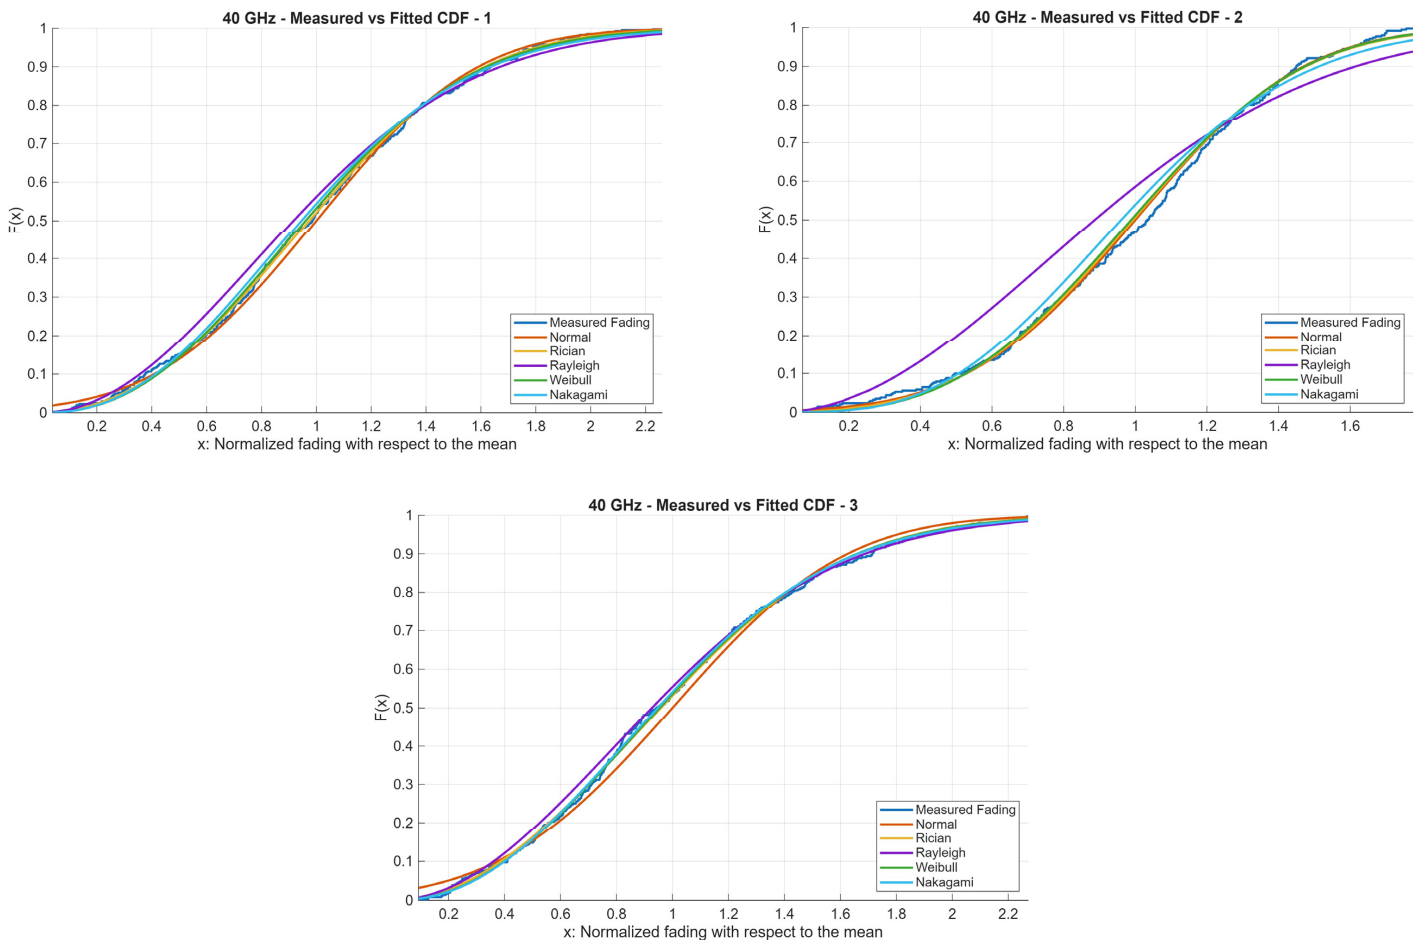 40 GHz - Measured vs Fitted CDF - 1
1
0.9
0.8
0.7
0.6
0.5
0.4
0.3
0.2
0.1
0
F(x)
0.2 0.4 0.6 0.8 1 1.2 1.4 1.6 1.8 2 2.2
x: Normalized fading with respect to the mean
Measured Fading
Normal
Rician
Rayleigh
Weibull
Nakagami
40 GHz - Measured vs Fitted CDF - 2
1
0.9
0.8
0.7
0.6
0.5
0.4
0.3
0.2
0.1
0
F(x)
0.2 0.4 0.6 0.8 1 1.2 1.4 1.6
x: Normalized fading with respect to the mean
Measured Fading
Normal
Rician
Rayleigh
Weibull
Nakagami
40 GHz - Measured vs Fitted CDF - 3
1
0.9
0.8
0.7
0.6
0.5
0.4
0.3
0.2
0.1
0
F(x)
0.2 0.4 0.6 0.8 1 1.2 1.4 1.6 1.8 2 2.2
x: Normalized fading with respect to the mean
Measured Fading
Normal
Rician
Rayleigh
Weibull
Nakagami